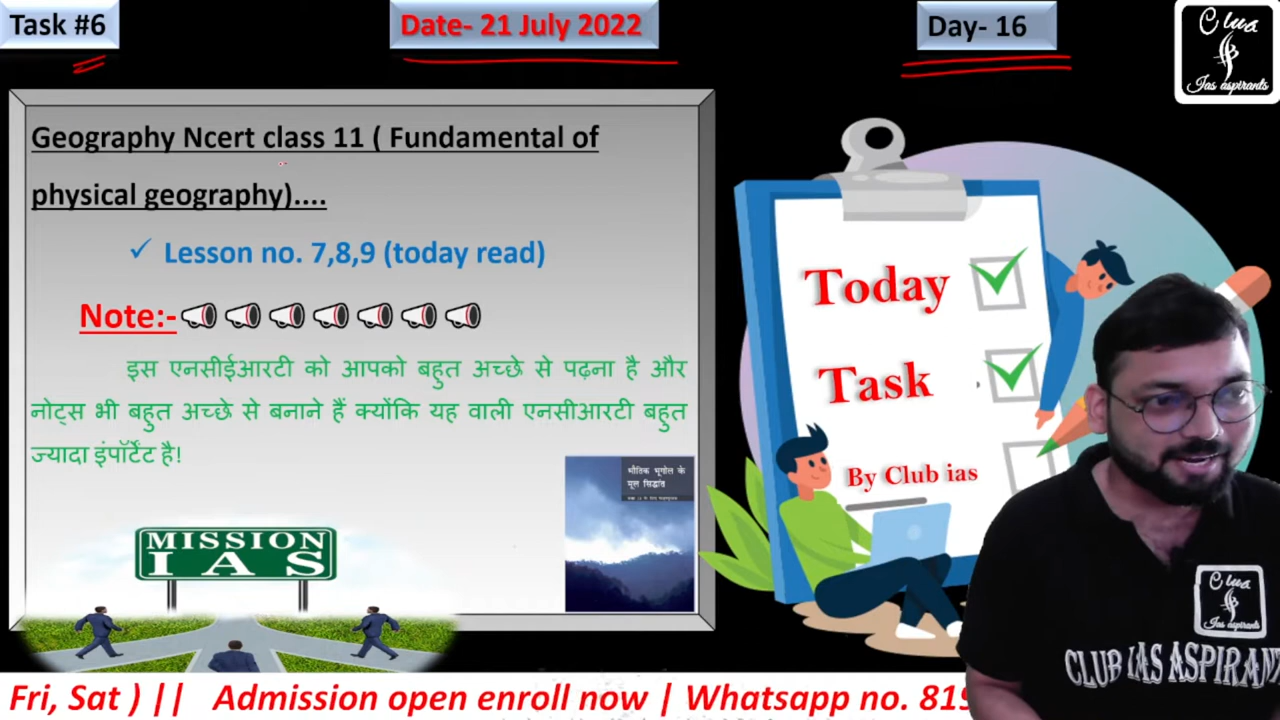 Task #6
Date- 21 July 2022
Day- 16
Club
Ias aspirants
Geography Ncert class 11 ( Fundamental of
physical geography)....
✓ Lesson no. 7,8,9 (today read)
Note:-
इस एनसीईआरटी को आपको बहुत अच्छे से पढ़ना है और
नोट्स भी बहुत अच्छे से बनाने हैं क्योंकि यह वाली एनसीआरटी बहुत
ज्यादा इंपॉर्टेंट है!
भौतिक भूगोल के
मूल सिद्धांत
MISSION
IAS
Today
Task
By Club ias
Club
Ias aspirants
CLUB IAS ASPIRANT
Fri, Sat ) || Admission open enroll now | Whatsapp no. 819